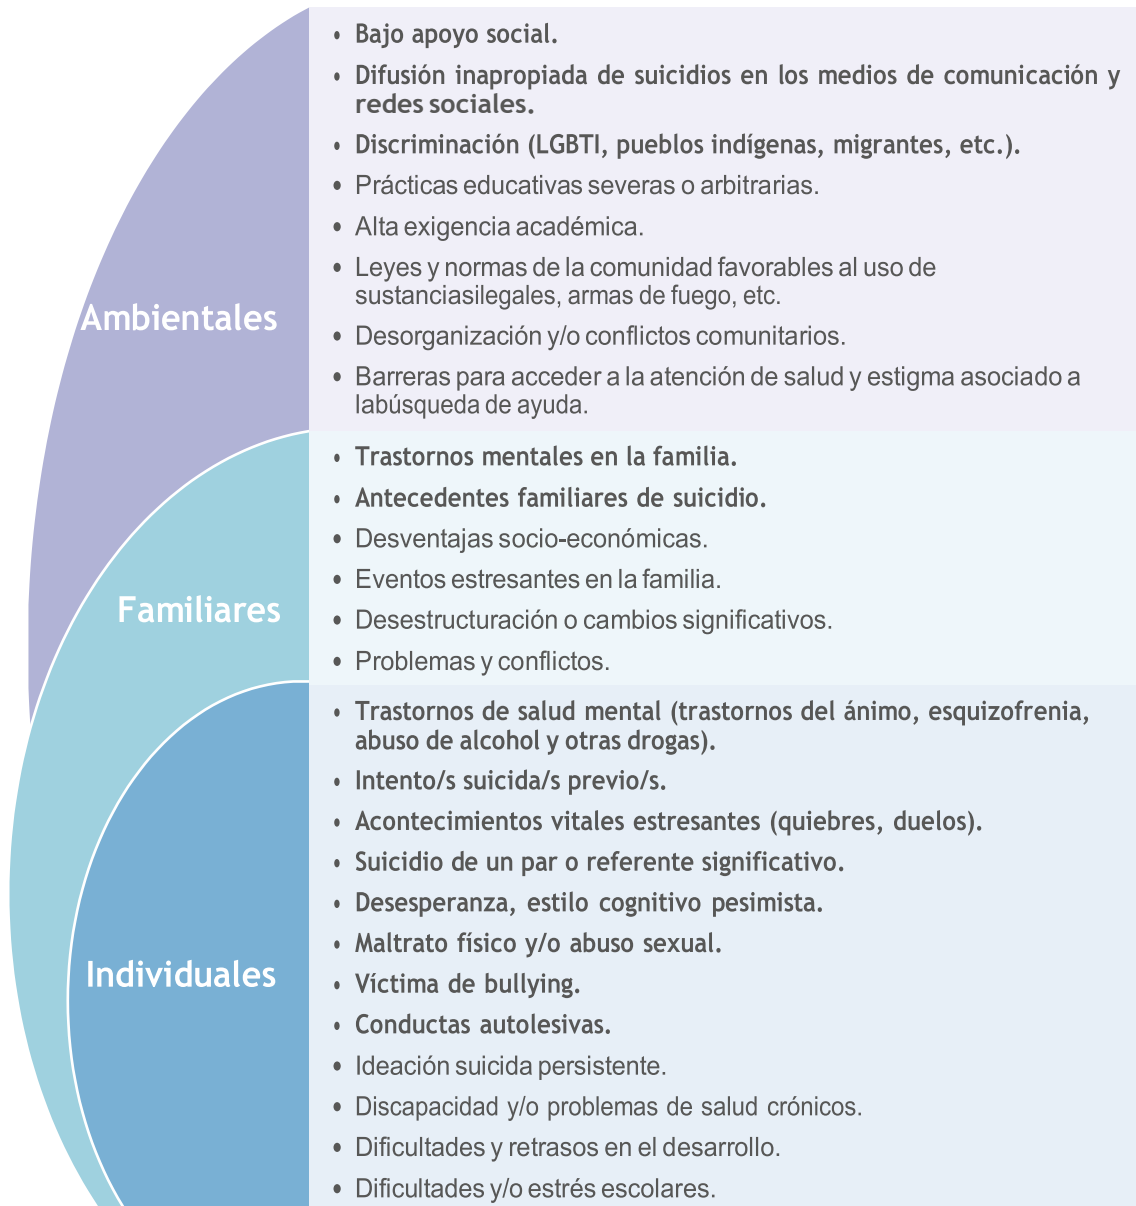 Ambientales
• Bajo apoyo social.
• Difusión inapropiada de suicidios en los medios de comunicación y
redes sociales.
• Discriminación (LGBTI, pueblos indígenas, migrantes, etc.).
• Prácticas educativas severas o arbitrarias.
• Alta exigencia académica.
• Leyes y normas de la comunidad favorables al uso de
sustanciasilegales, armas de fuego, etc.
• Desorganización y/o conflictos comunitarios.
• Barreras para acceder a la atención de salud y estigma asociado a
labúsqueda de ayuda.
Familiares
• Trastornos mentales en la familia.
• Antecedentes familiares de suicidio.
• Desventajas socio-económicas.
• Eventos estresantes en la familia.
• Desestructuración o cambios significativos.
• Problemas y conflictos.
Individuales
• Trastornos de salud mental (trastornos del ánimo, esquizofrenia,
abuso de alcohol y otras drogas).
• Intento/s suicida/s previo/s.
• Acontecimientos vitales estresantes (quiebres, duelos).
• Suicidio de un par o referente significativo.
• Desesperanza, estilo cognitivo pesimista.
• Maltrato físico y/o abuso sexual.
• Víctima de bullying.
• Conductas autolesivas.
• Ideación suicida persistente.
• Discapacidad y/o problemas de salud crónicos.
• Dificultades y retrasos en el desarrollo.
• Dificultades y/o estrés escolares.